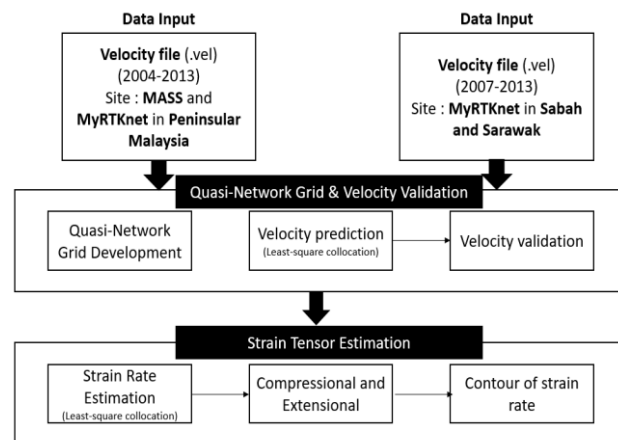 Data Input
Velocity file (.vel)
(2004-2013)
Site : MASS and
MyRTKnet in Peninsular
Malaysia
Data Input
Velocity file (.vel)
(2007-2013)
Site : MyRTKnet in Sabah
and Sarawak
Quasi-Network Grid & Velocity Validation
Quasi-Network
Grid Development
Velocity prediction
(Least-square collocation)
Velocity validation
Strain Tensor Estimation
Strain Rate
Estimation
(Least-square collocation)
Compressional and
Extensional
Contour of strain
rate